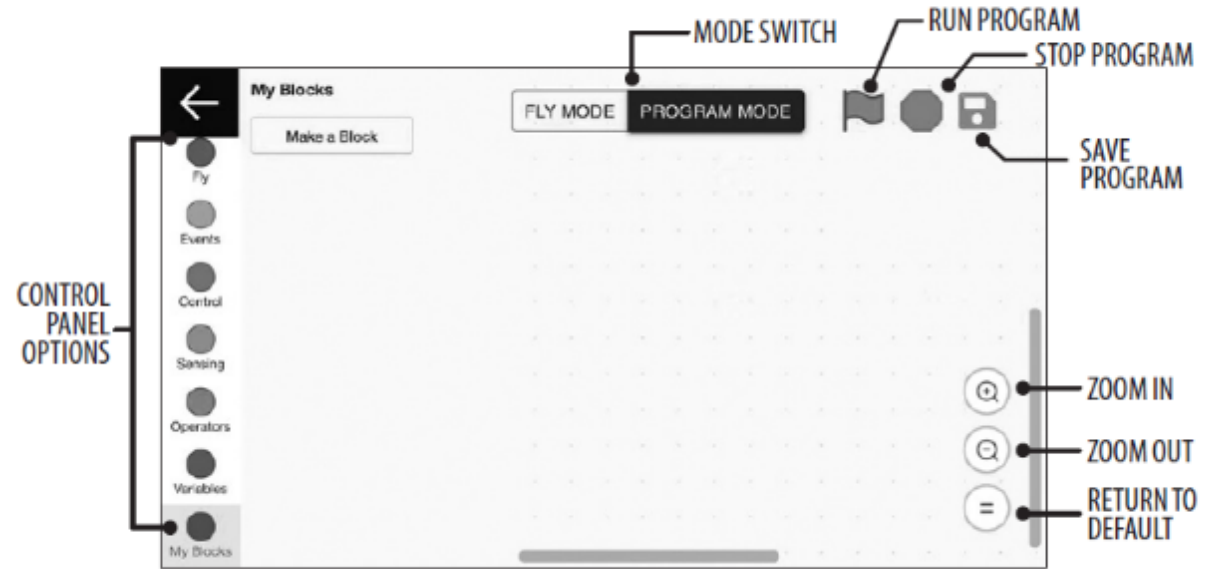 MODE SWITCH
RUN PROGRAM
STOP PROGRAM
My Blocks
Make a Block
FLY MODE
PROGRAM MODE
SAVE
PROGRAM
CONTROL
PANEL
OPTIONS
Fly
Events
Control
Sensing
Operators
Variables
My Blocks
ZOOM IN
ZOOM OUT
RETURN TO
DEFAULT